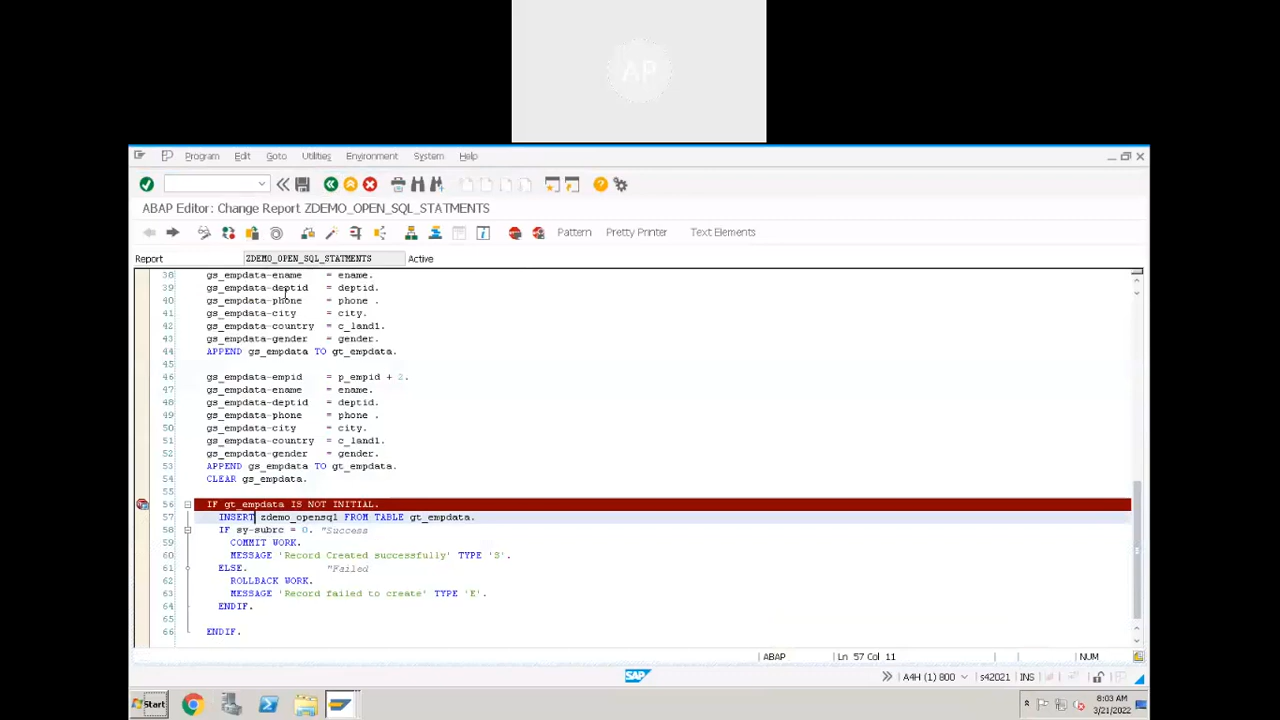 AP
Program Edit Goto Utilities Environment System Help
ABAP Editor: Change Report ZDEMO_OPEN_SQL_STATMENTS
Pattern Pretty Printer Text Elements
Report ZDEMO_OPEN_SQL_STATMENTS Active
38 gs_empdata-ename = ename.
39 gs_empdata-deptid = deptid.
40 gs_empdata-phone = phone .
41 gs_empdata-city = city.
42 gs_empdata-country = c_land1.
43 gs_empdata-gender = gender.
44 APPEND gs_empdata TO gt_empdata.
45
46 gs_empdata-empid = p_empid + 2.
47 gs_empdata-ename = ename.
48 gs_empdata-deptid = deptid.
49 gs_empdata-phone = phone .
50 gs_empdata-city = city.
51 gs_empdata-country = c_land1.
52 gs_empdata-gender = gender.
53 APPEND gs_empdata TO gt_empdata.
54 CLEAR gs_empdata.
55
56 IF gt_empdata IS NOT INITIAL.
57 INSERT zdemo_opensql FROM TABLE gt_empdata.
58 IF sy-subrc = 0. "Success
59 COMMIT WORK.
60 MESSAGE 'Record Created successfully' TYPE 'S'.
61 ELSE. "Failed
62 ROLLBACK WORK.
63 MESSAGE 'Record failed to create' TYPE 'E'.
64 ENDIF.
65
66 ENDIF.
ABAP Ln 57 Col 11 NUM
SAP A4H (1) 800 s42021 INS
Start 8:03 AM
3/21/2022